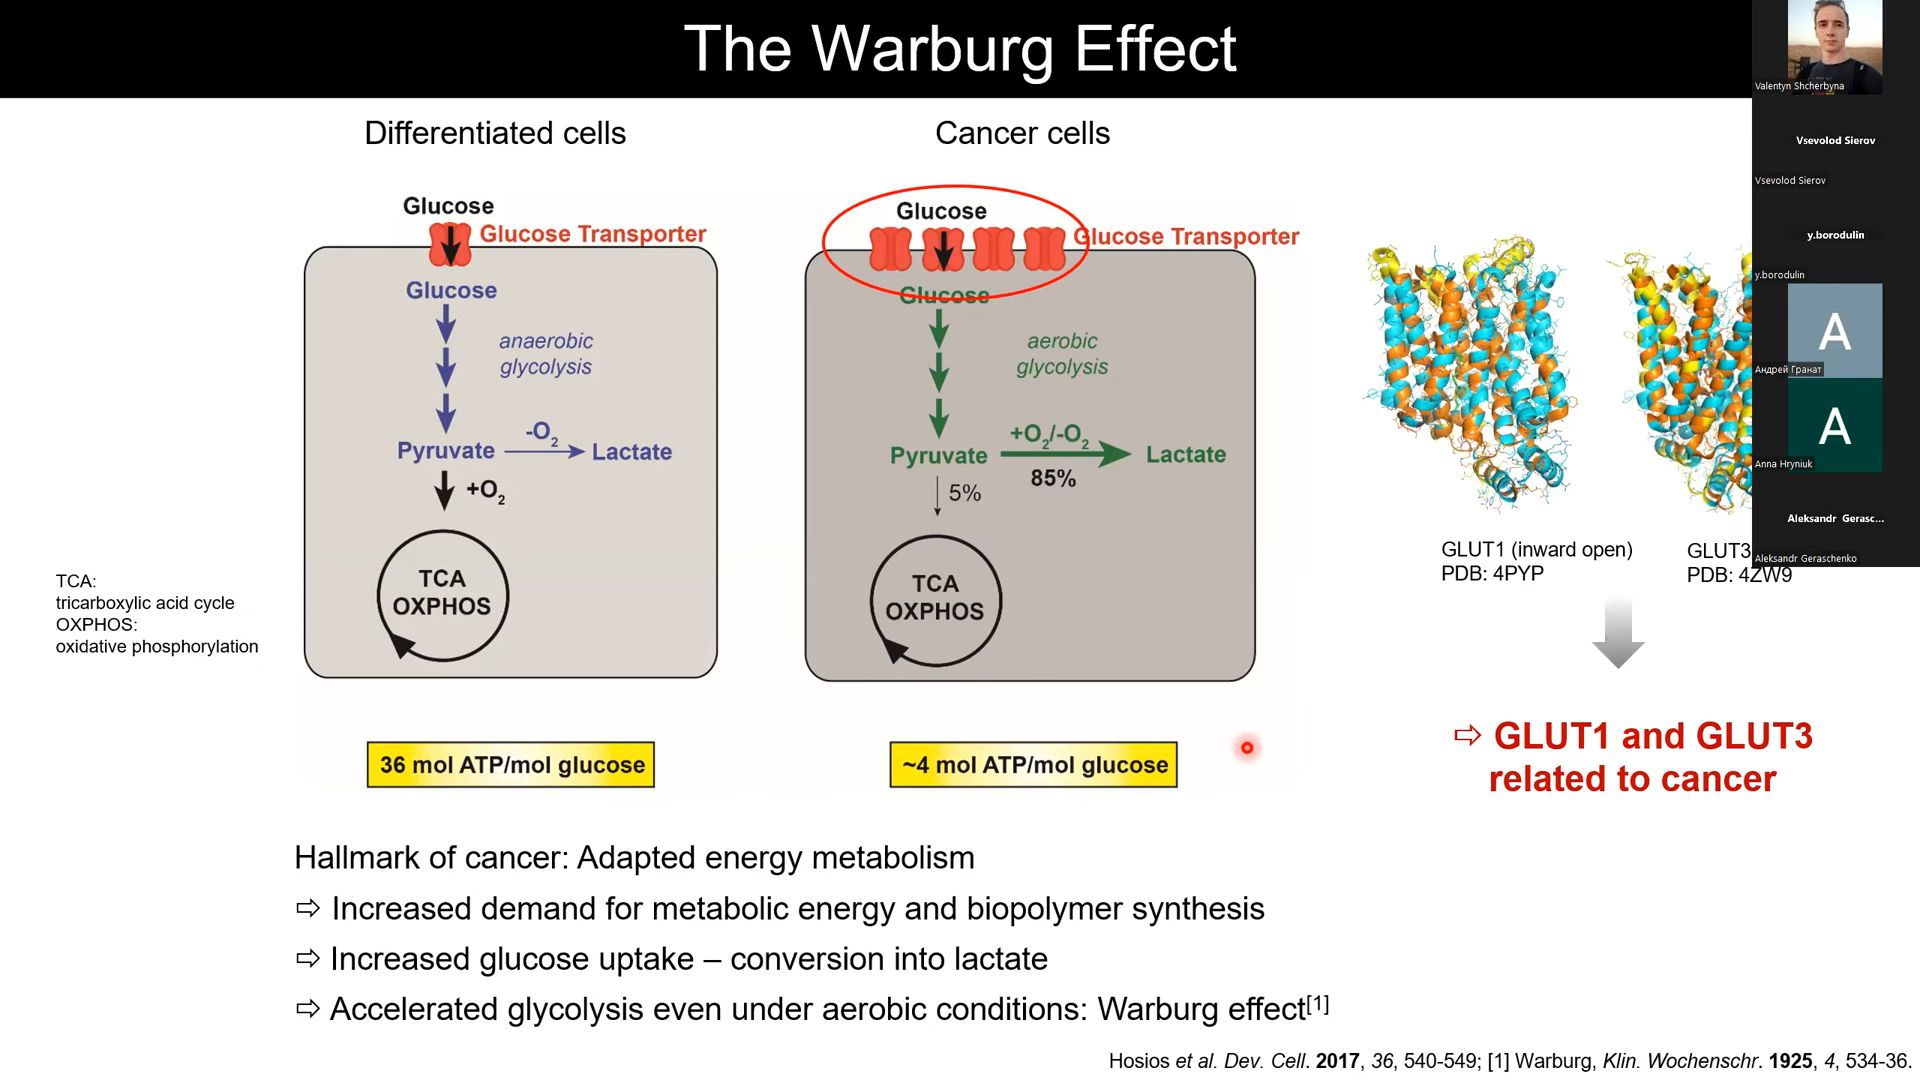 The Warburg Effect
Differentiated cells
Cancer cells
Glucose
Glucose Transporter
Glucose
anaerobic
glycolysis
Pyruvate
-O2
Lactate
+O2
TCA
OXPHOS
36 mol ATP/mol glucose
Glucose
Glucose Transporter
Glucose
aerobic
glycolysis
Pyruvate
+O2/-O2
85%
Lactate
5%
TCA
OXPHOS
~4 mol ATP/mol glucose
TCA:
tricarboxylic acid cycle
OXPHOS:
oxidative phosphorylation
GLUT1 (inward open)
PDB: 4PYP
GLUT3
PDB: 4ZW9
⇨ GLUT1 and GLUT3
related to cancer
Hallmark of cancer: Adapted energy metabolism
⇨ Increased demand for metabolic energy and biopolymer synthesis
⇨ Increased glucose uptake – conversion into lactate
⇨ Accelerated glycolysis even under aerobic conditions: Warburg effect[1]
Hosios et al. Dev. Cell. 2017, 36, 540-549; [1] Warburg, Klin. Wochenschr. 1925, 4, 534-36.
Valentyn Shcherbyna
Vsevolod Sierov
Vsevolod Sierov
y.borodulin
y.borodulin
A
Андрей Гранат
A
Anna Hryniuk
Aleksandr Gerasc...
Aleksandr Geraschenko